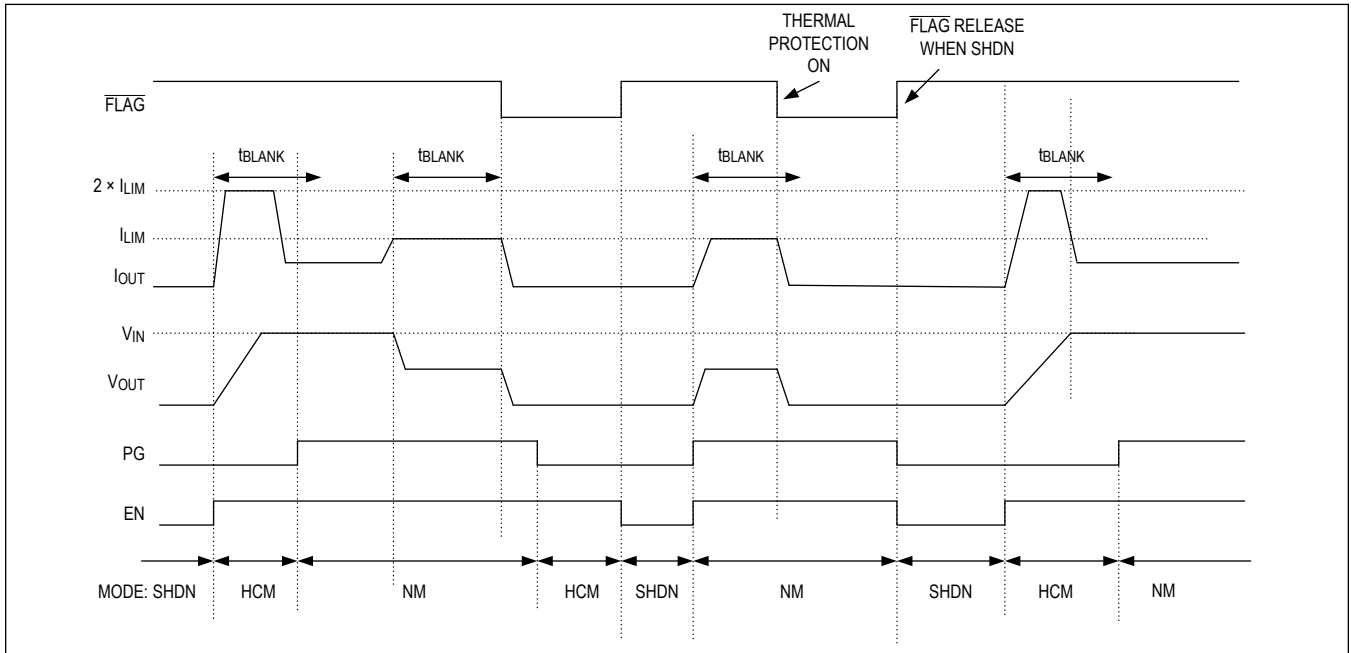 THERMAL
PROTECTION
ON
FLAG RELEASE
WHEN SHDN
FLAG
tBLANK tBLANK tBLANK tBLANK
2 × ILIM
ILIM
IOUT
VIN
VOUT
PG
EN
MODE: SHDN HCM NM HCM SHDN NM SHDN HCM NM